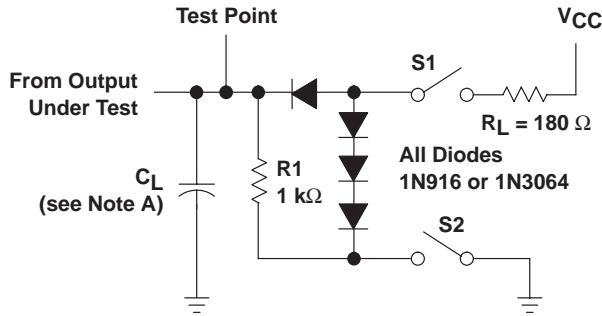 Test Point
VCC
S1
From Output
Under Test
RL = 180 Ω
All Diodes
1N916 or 1N3064
R1
1 kΩ
CL
(see Note A)
S2